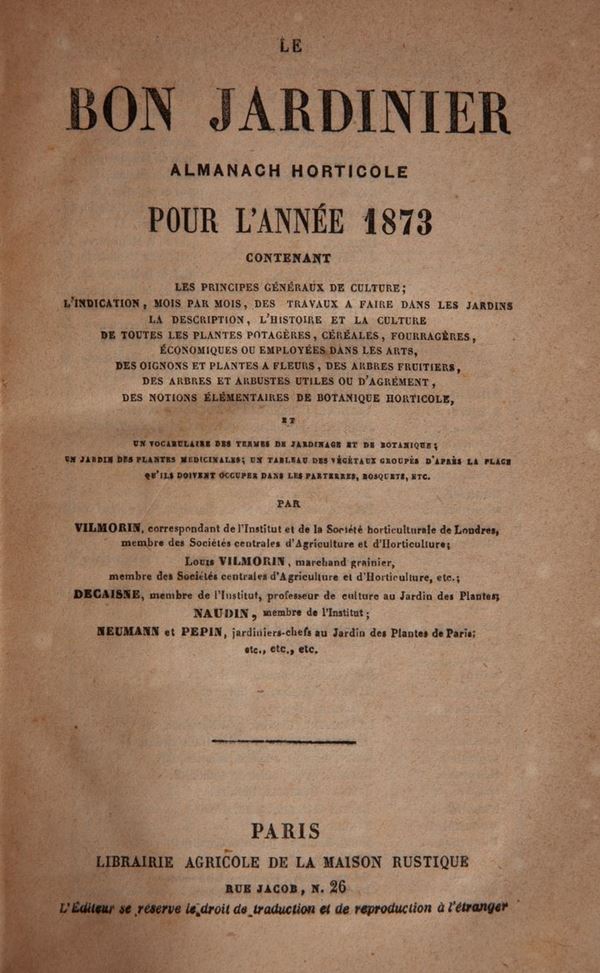 LE
BON JARDINIER
ALMANACH HORTICOLE
POUR L'ANNÉE 1873
CONTENANT
LES PRINCIPES GÉNÉRAUX DE CULTURE;
L'INDICATION, MOIS PAR MOIS, DES TRAVAUX A FAIRE DANS LES JARDINS
LA DESCRIPTION, L'HISTOIRE ET LA CULTURE
DE TOUTES LES PLANTES POTAGÈRES, CÉRÉALES, FOURRAGÈRES,
ÉCONOMIQUES OU EMPLOYÉES DANS LES ARTS,
DES OIGNONS ET PLANTES A FLEURS, DES ARBRES FRUITIERS,
DES ARBRES ET ARBUSTES UTILES OU D'AGRÉMENT,
DES NOTIONS ÉLÉMENTAIRES DE BOTANIQUE HORTICOLE,
ET
UN VOCABULAIRE DES TERMES DE JARDINAGE ET DE BOTANIQUE;
UN JARDIN DES PLANTES MEDICINALES; UN TABLEAU DES VÉGÉTAUX GROUPÉS D'APRÈS LA PLACE
QU'ILS DOIVENT OCCUPER DANS LES PARTERRES, BOSQUETS, ETC.
PAR
VILMORIN, correspondant de l'Institut et de la Société horticulturale de Londres,
membre des Sociétés centrales d'Agriculture et d'Horticulture;
Louis VILMORIN, marchand grainier,
membre des Sociétés centrales d'Agriculture et d'Horticulture, etc.;
DECAISNE, membre de l'Institut, professeur de culture au Jardin des Plantes;
NAUDIN, membre de l'Institut;
NEUMANN et PEPIN, jardiniers-chefs au Jardin des Plantes de Paris;
etc., etc., etc.
PARIS
LIBRAIRIE AGRICOLE DE LA MAISON RUSTIQUE
RUE JACOB, N. 26
L'Éditeur se réserve le droit de traduction et de reproduction à l'étranger